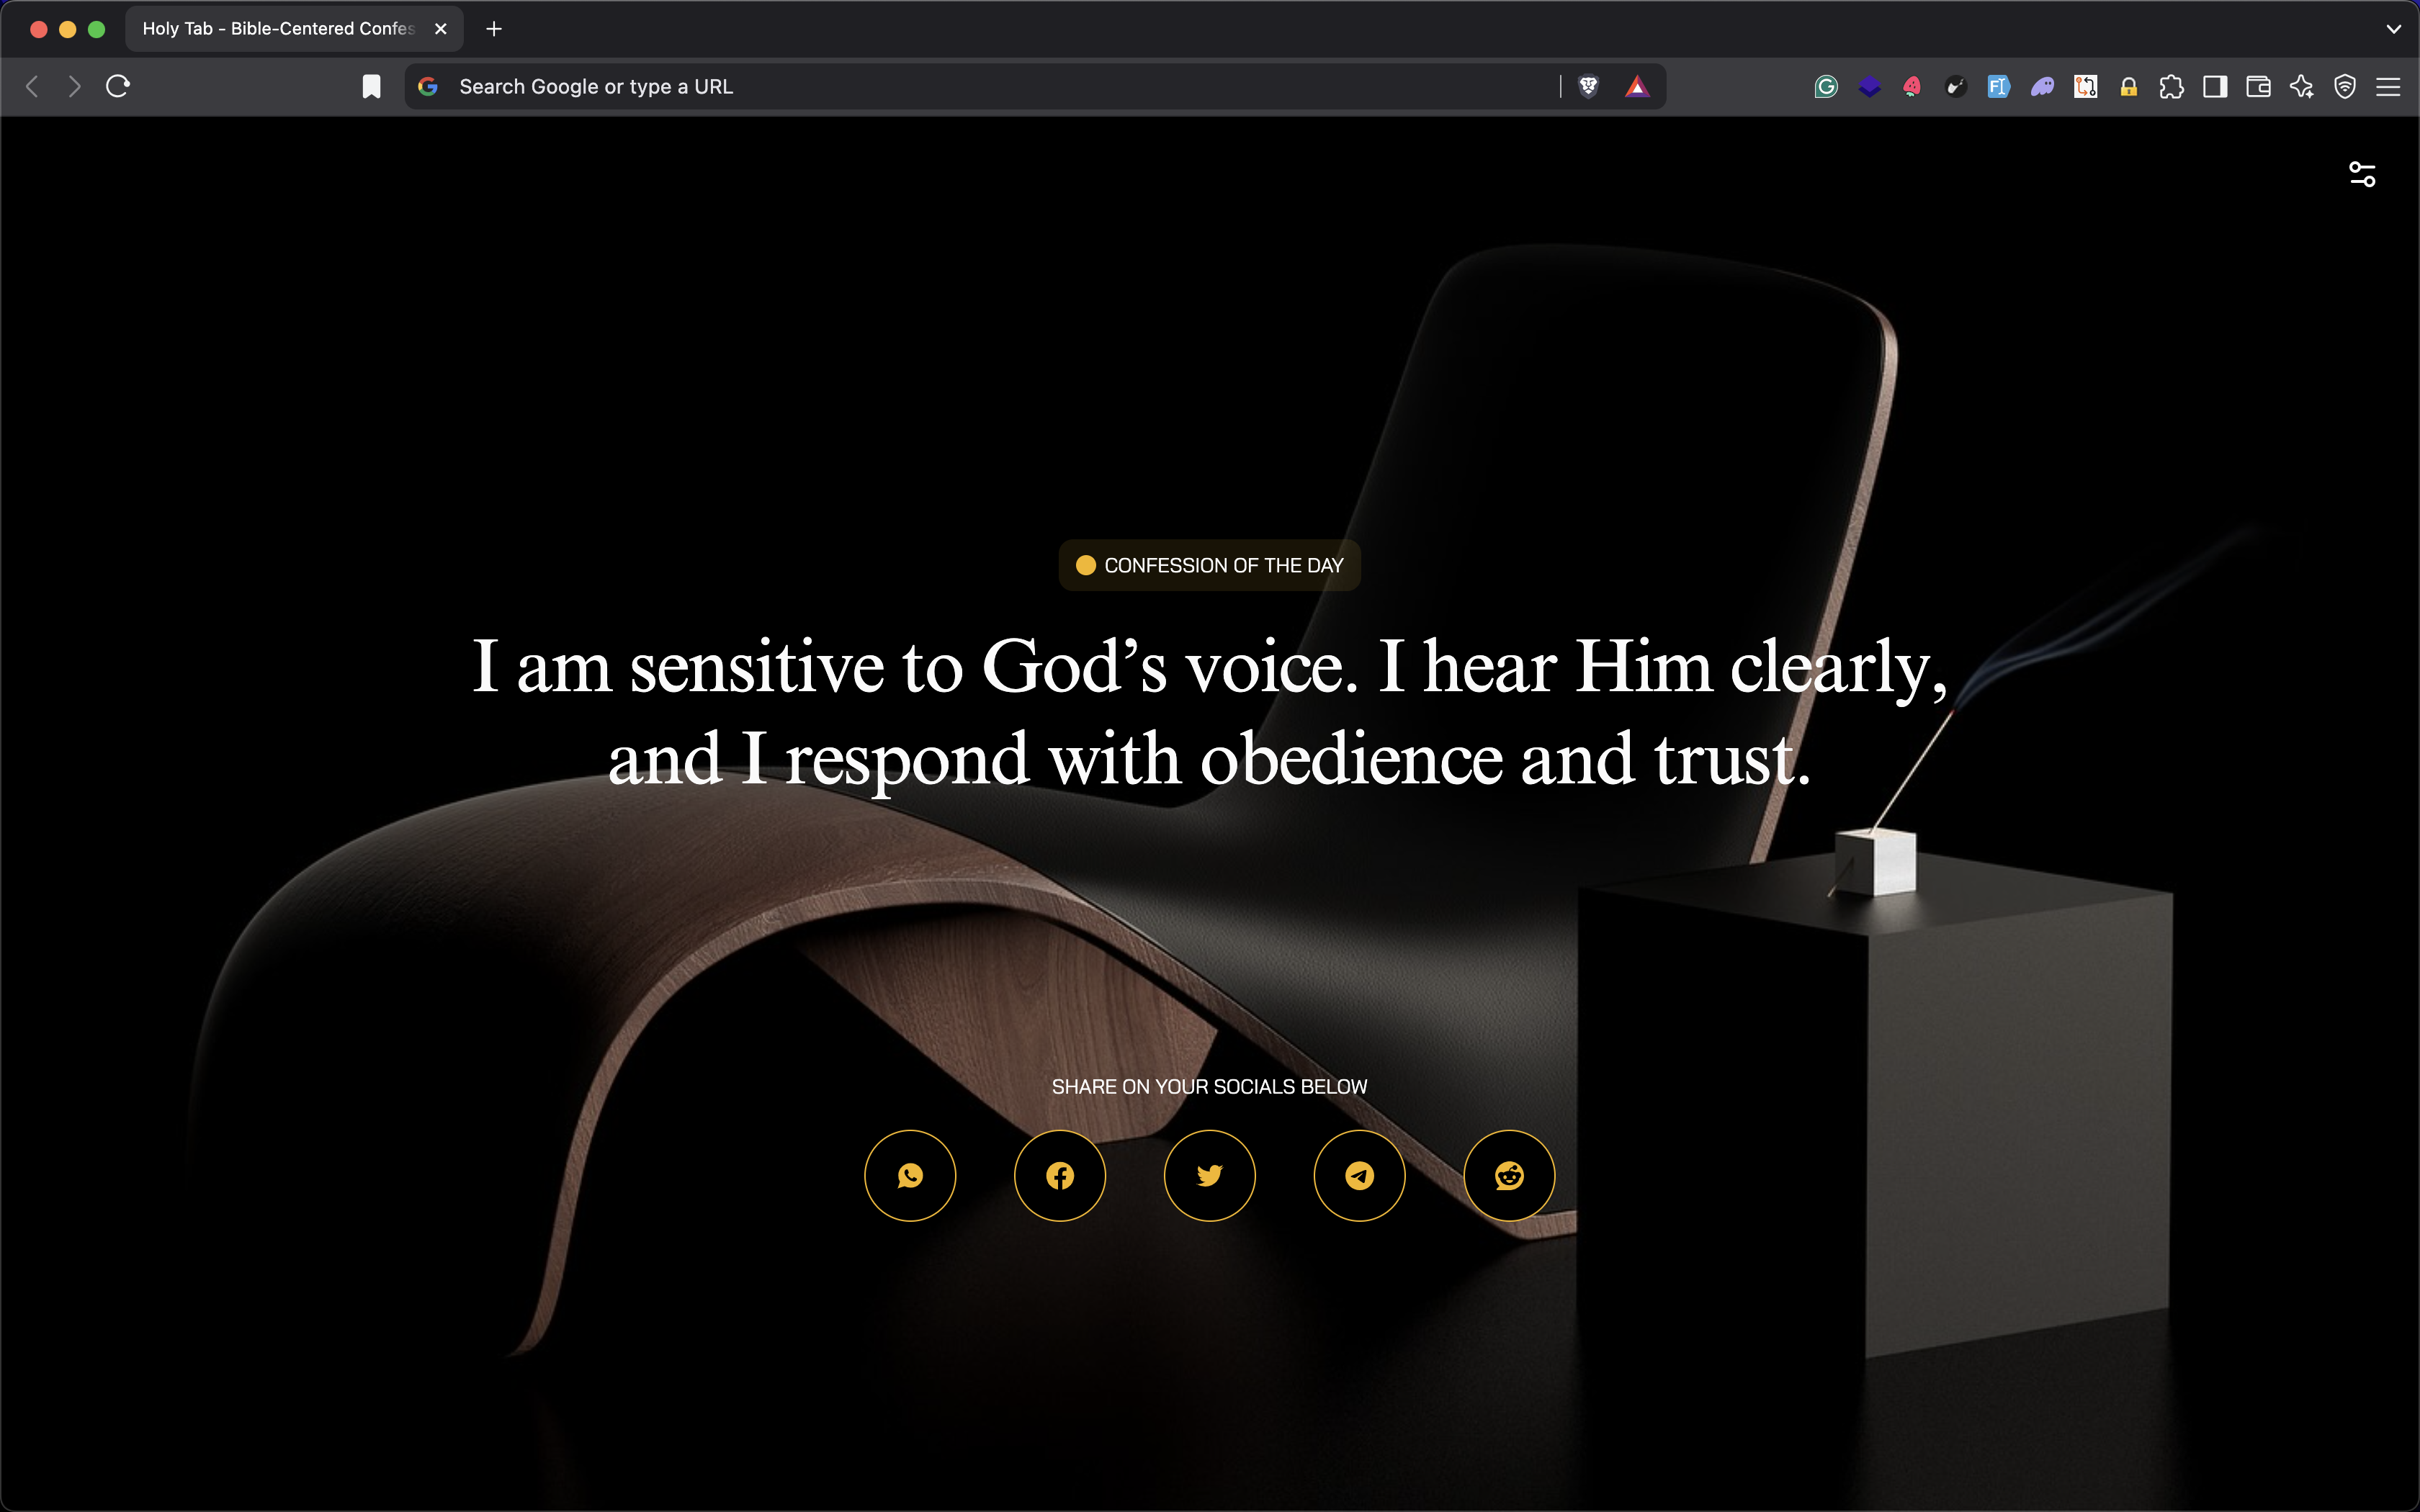 Holy Tab - Bible-Centered Confes
Search Google or type a URL
CONFESSION OF THE DAY
I am sensitive to God’s voice. I hear Him clearly,
and I respond with obedience and trust.
SHARE ON YOUR SOCIALS BELOW